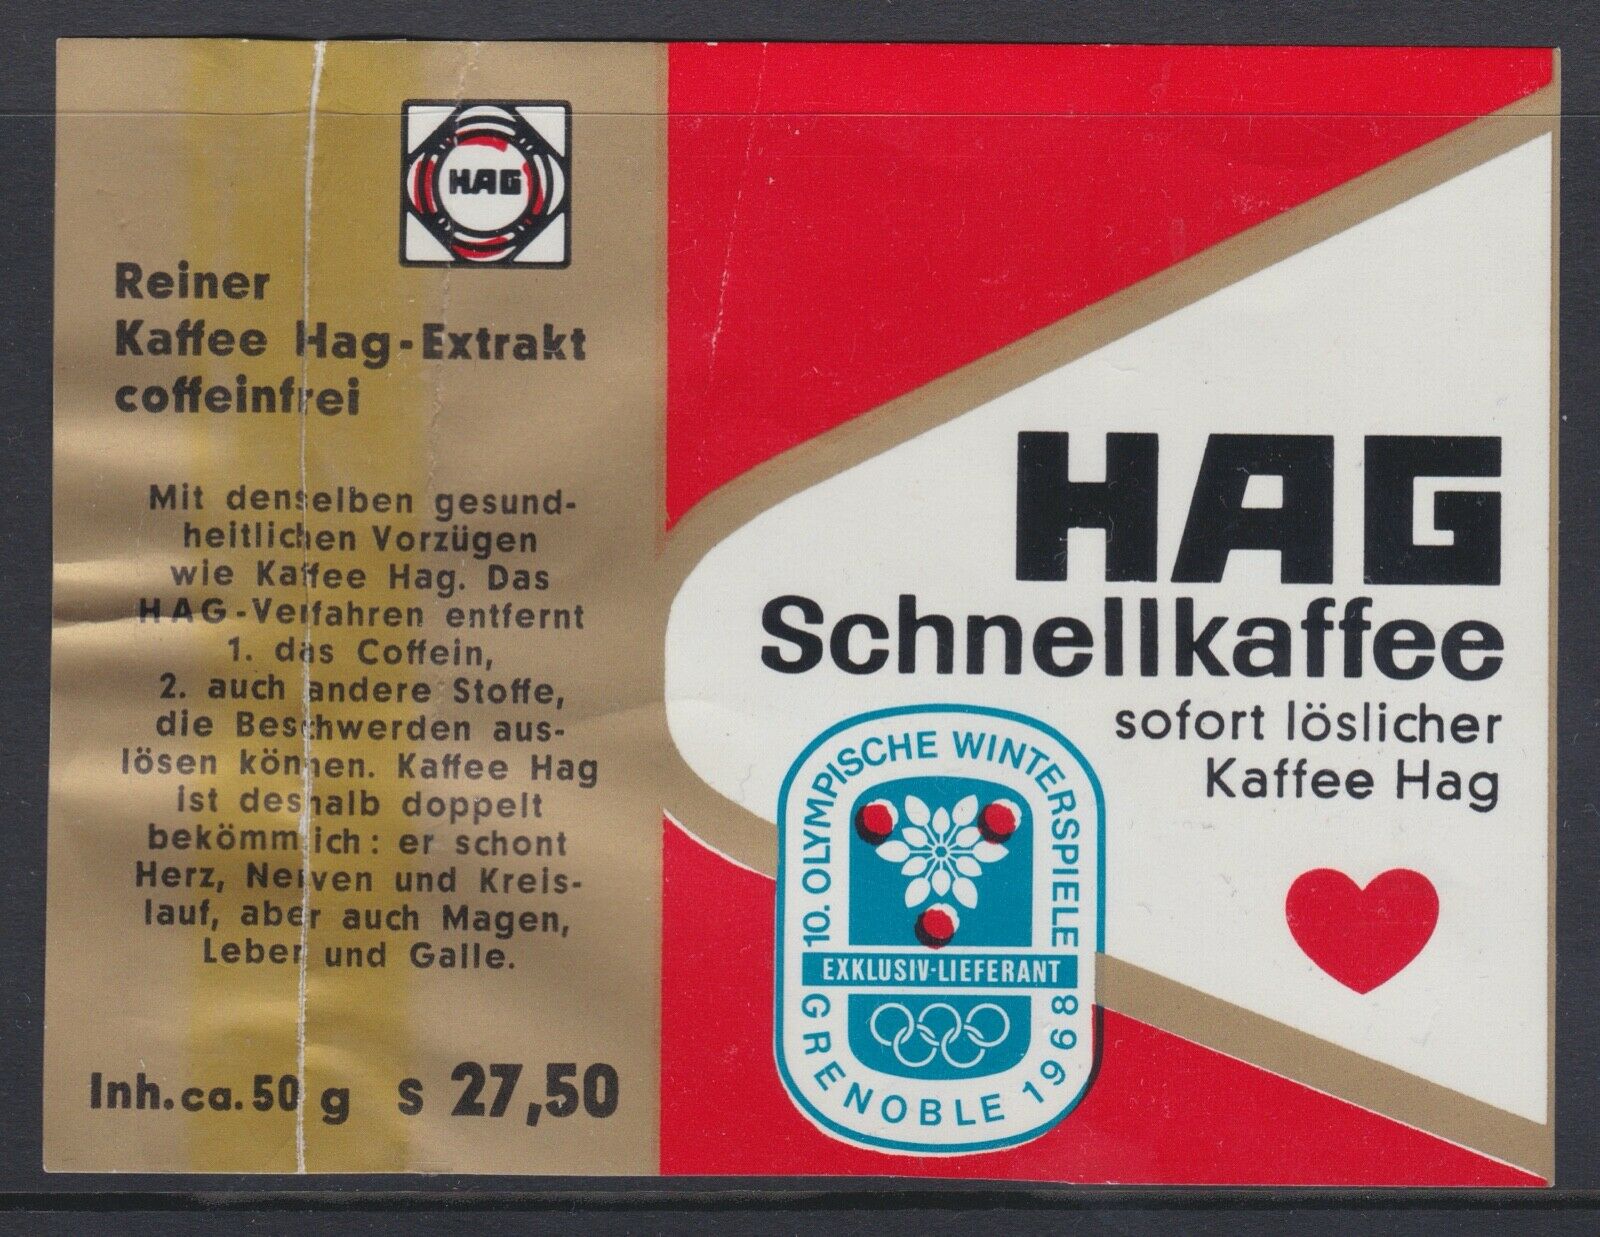 HAG
Reiner
Kaffee Hag-Extrakt
coffeinfrei
Mit denselben gesund-
heitlichen Vorzügen
wie Kaffee Hag. Das
HAG-Verfahren entfernt
1. das Coffein,
2. auch andere Stoffe,
die Beschwerden aus-
lösen können. Kaffee Hag
ist deshalb doppelt
bekömmlich: er schont
Herz, Nerven und Kreis-
lauf, aber auch Magen,
Leber und Galle.
Inh. ca. 50 g s 27,50
HAG
Schnellkaffee
sofort löslicher
Kaffee Hag
10. OLYMPISCHE WINTERSPIELE
EXKLUSIV-LIEFERANT
GRENOBLE 1968